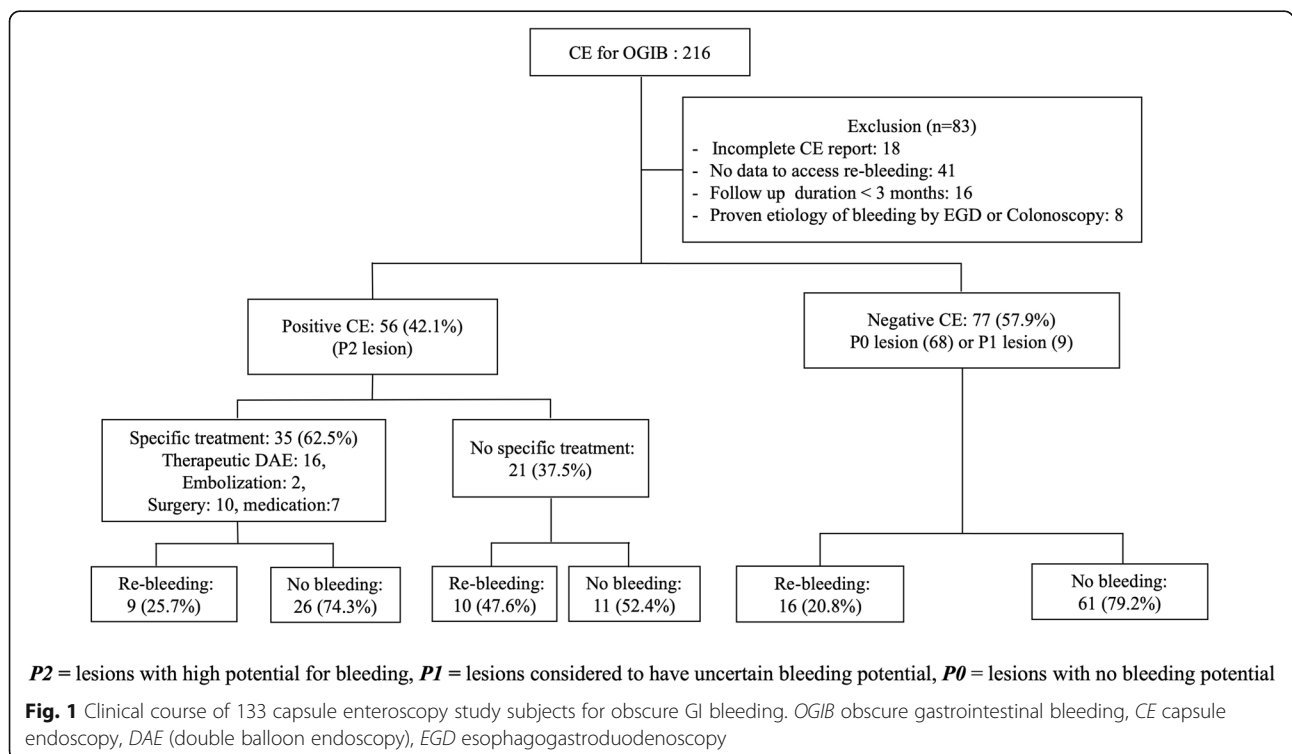 CE for OGIB : 216
Exclusion (n=83)
- Incomplete CE report: 18
- No data to access re-bleeding: 41
- Follow up duration < 3 months: 16
- Proven etiology of bleeding by EGD or Colonoscopy: 8
Positive CE: 56 (42.1%)
(P2 lesion)
Negative CE: 77 (57.9%)
P0 lesion (68) or P1 lesion (9)
Specific treatment: 35 (62.5%)
Therapeutic DAE: 16,
Embolization: 2,
Surgery: 10, medication:7
No specific treatment:
21 (37.5%)
Re-bleeding:
9 (25.7%)
No bleeding:
26 (74.3%)
Re-bleeding:
10 (47.6%)
No bleeding:
11 (52.4%)
Re-bleeding:
16 (20.8%)
No bleeding:
61 (79.2%)
P2 = lesions with high potential for bleeding, P1 = lesions considered to have uncertain bleeding potential, P0 = lesions with no bleeding potential
Fig. 1 Clinical course of 133 capsule enteroscopy study subjects for obscure GI bleeding. OGIB obscure gastrointestinal bleeding, CE capsule
endoscopy, DAE (double balloon endoscopy), EGD esophagogastroduodenoscopy